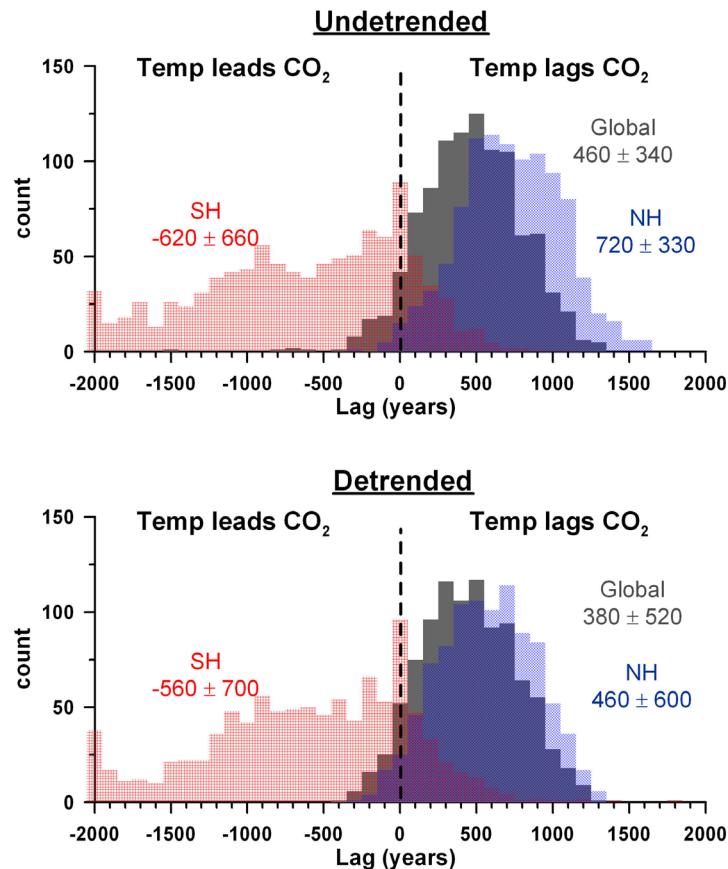 Undetrended
Temp leads CO₂ Temp lags CO₂
150
100
50
0
count
Global
460 ± 340
SH
-620 ± 660
NH
720 ± 330
-2000 -1500 -1000 -500 0 500 1000 1500 2000
Lag (years)
Detrended
Temp leads CO₂ Temp lags CO₂
150
100
50
0
count
Global
380 ± 520
SH
-560 ± 700
NH
460 ± 600
-2000 -1500 -1000 -500 0 500 1000 1500 2000
Lag (years)